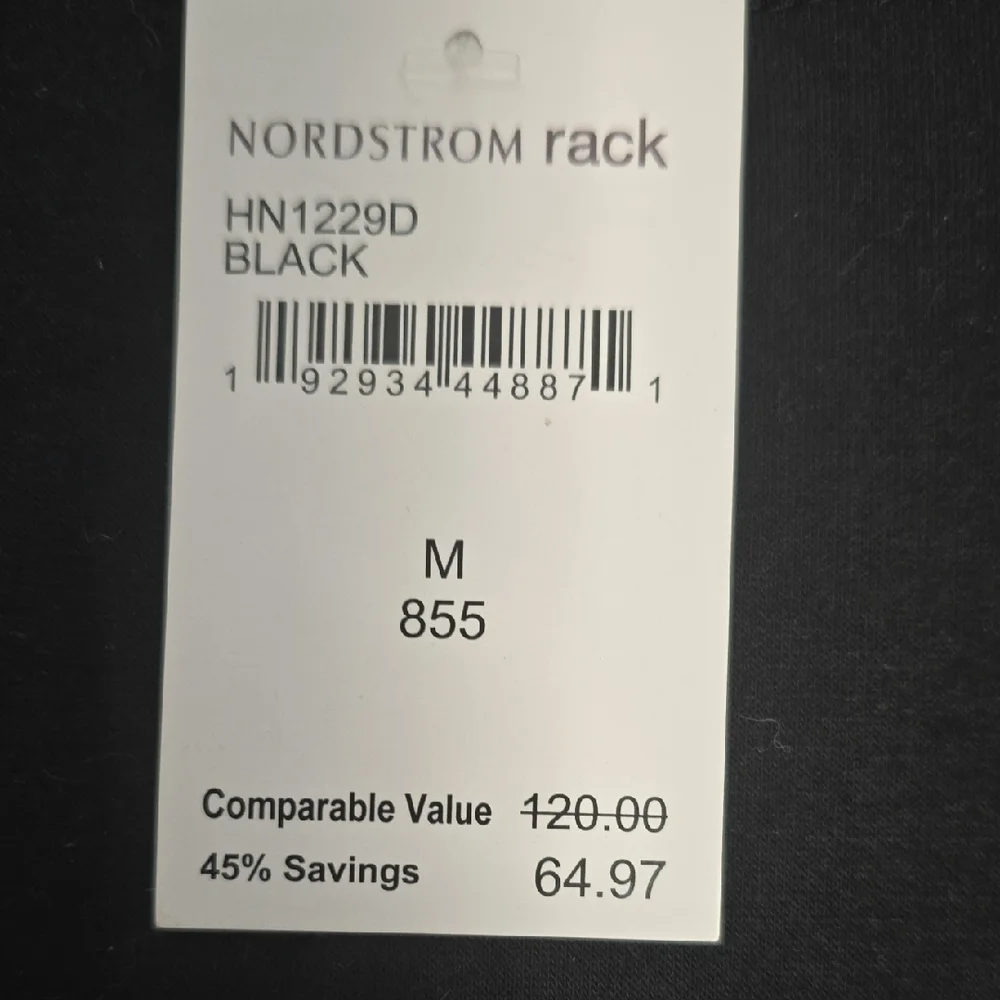 NORDSTROM rack
HN1229D
BLACK
1 92934 44887 1
M
855
Comparable Value 120.00
45% Savings 64.97